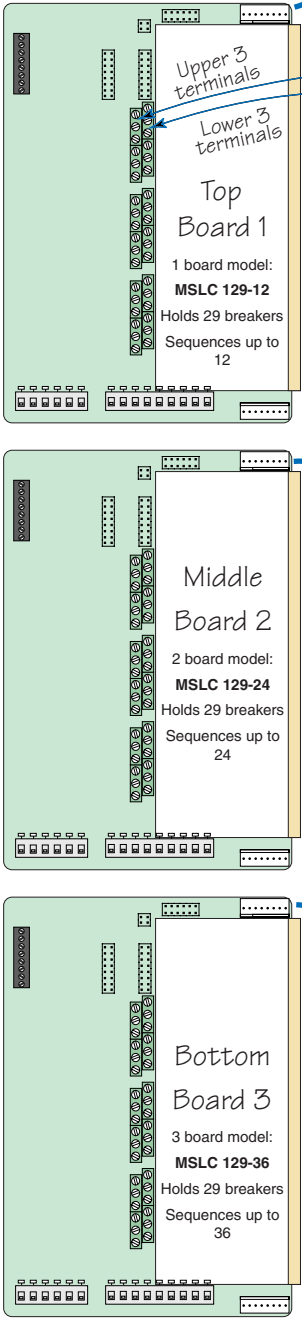 Upper 3
terminals
Lower 3
terminals
Top
Board 1
1 board model:
MSLC 129-12
Holds 29 breakers
Sequences up to
12
Middle
Board 2
2 board model:
MSLC 129-24
Holds 29 breakers
Sequences up to
24
Bottom
Board 3
3 board model:
MSLC 129-36
Holds 29 breakers
Sequences up to
36